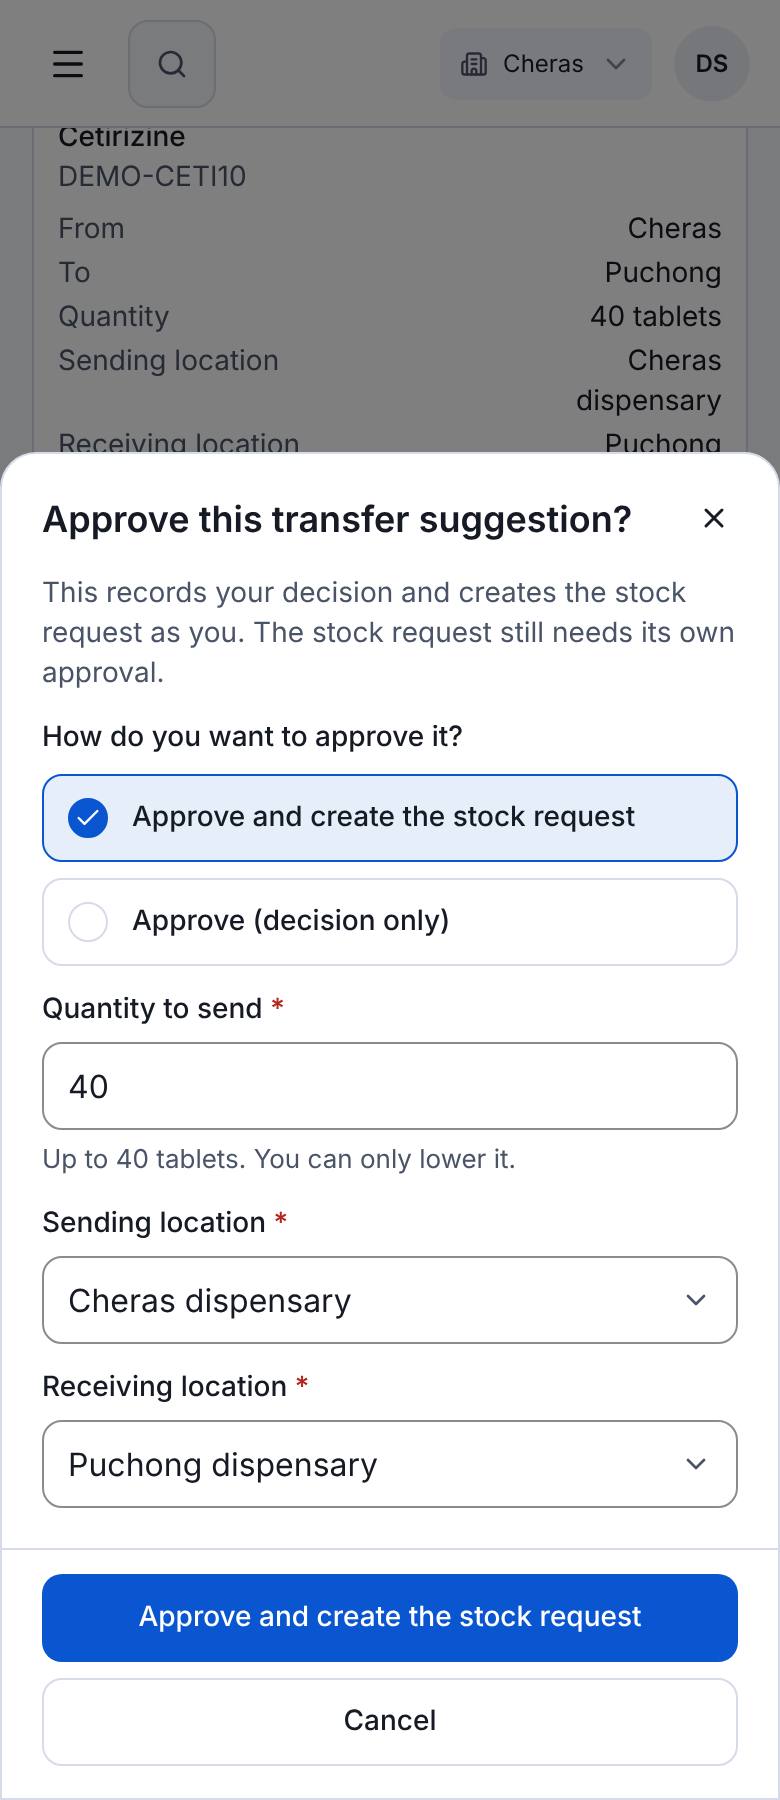 Cheras
DS
Cetirizine
DEMO-CETI10
From Cheras
To Puchong
Quantity 40 tablets
Sending location Cheras
dispensary
Receiving location Puchong
Approve this transfer suggestion?
This records your decision and creates the stock
request as you. The stock request still needs its own
approval.
How do you want to approve it?
Approve and create the stock request
Approve (decision only)
Quantity to send *
40
Up to 40 tablets. You can only lower it.
Sending location *
Cheras dispensary
Receiving location *
Puchong dispensary
Approve and create the stock request
Cancel